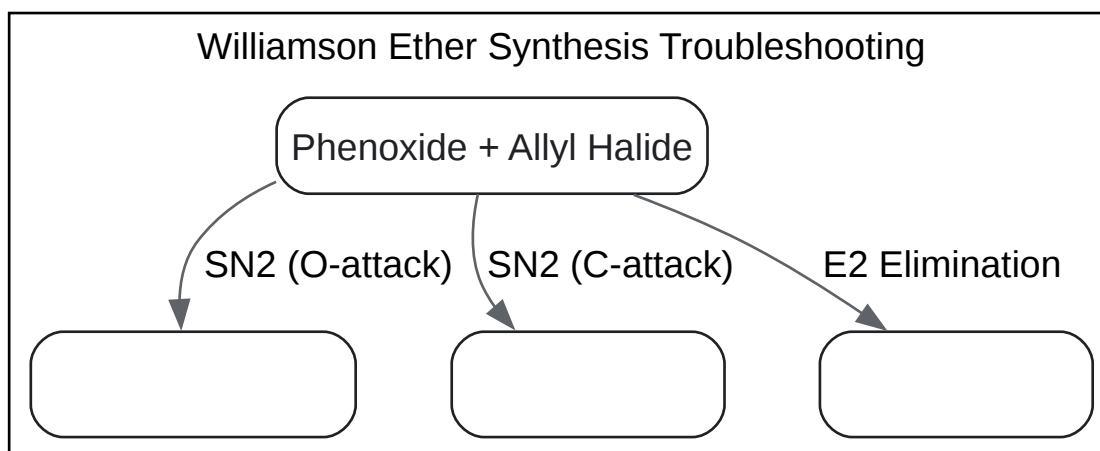 Williamson Ether Synthesis Troubleshooting
Phenoxide + Allyl Halide
SN2 (O-attack)
SN2 (C-attack)
E2 Elimination